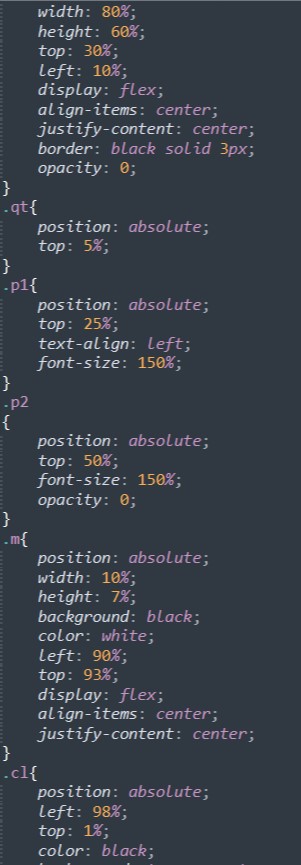 width: 80%;
height: 60%;
top: 30%;
left: 10%;
display: flex;
align-items: center;
justify-content: center;
border: black solid 3px;
opacity: 0;
}
.qt{
position: absolute;
top: 5%;
}
.p1{
position: absolute;
top: 25%;
text-align: left;
font-size: 150%;
}
.p2
{
position: absolute;
top: 50%;
font-size: 150%;
opacity: 0;
}
.m{
position: absolute;
width: 10%;
height: 7%;
background: black;
color: white;
left: 90%;
top: 93%;
display: flex;
align-items: center;
justify-content: center;
}
.cl{
position: absolute;
left: 98%;
top: 1%;
color: black;